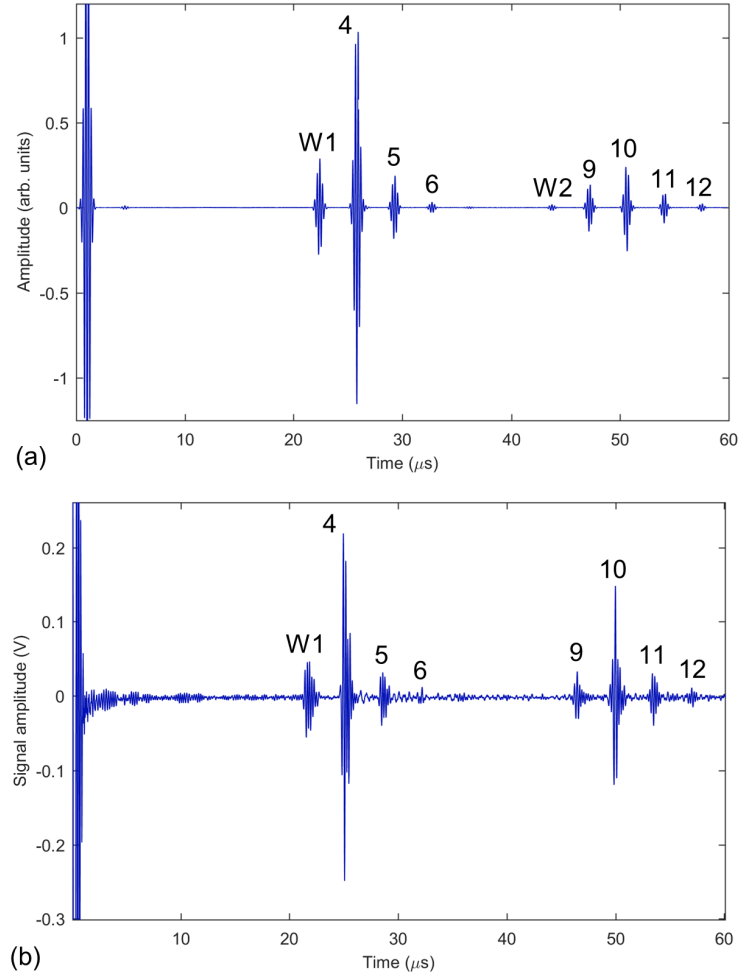 4
1
W1
10
0.5
5
9
11
6
W2
12
0
-0.5
-1
Amplitude (arb. units)
0 10 20 30 40 50 60
(a)
Time (μs)
4
0.2
10
0.1
W1
5
9
11
6
12
0
-0.1
-0.2
-0.3
Signal amplitude (V)
10 20 30 40 50 60
(b)
Time (μs)